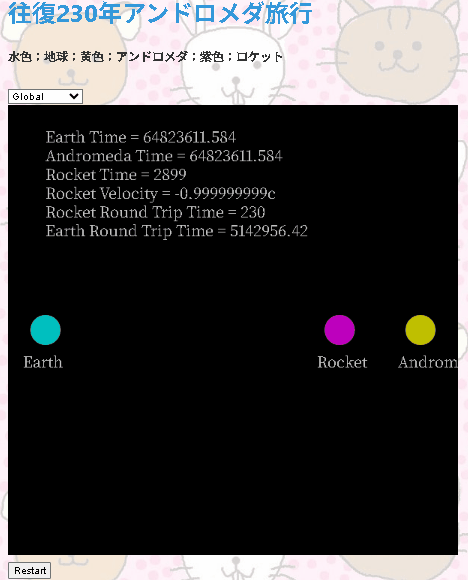 往復230年アンドロメダ旅行
水色：地球；黄色：アンドロメダ；紫色：ロケット
Global
Earth Time = 64823611.584
Andromeda Time = 64823611.584
Rocket Time = 2899
Rocket Velocity = -0.999999999c
Rocket Round Trip Time = 230
Earth Round Trip Time = 5142956.42
Earth Rocket Androm
Restart